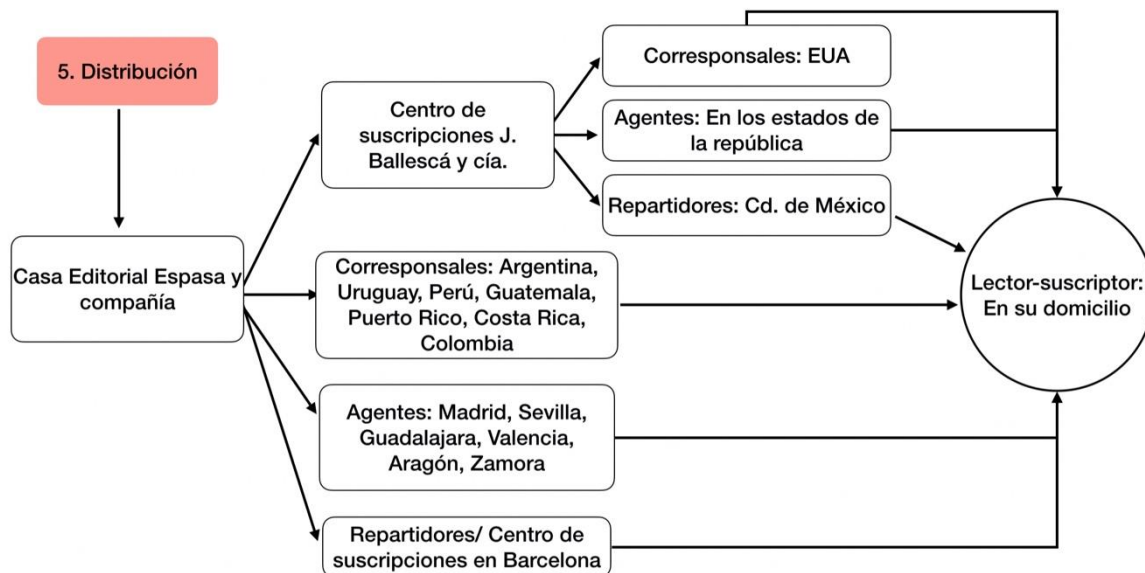 5. Distribución
Casa Editorial Espasa y
compañía
Centro de
suscripciones J.
Ballescá y cía.
Corresponsales: EUA
Agentes: En los estados de
la república
Repartidores: Cd. de México
Corresponsales: Argentina,
Uruguay, Perú, Guatemala,
Puerto Rico, Costa Rica,
Colombia
Agentes: Madrid, Sevilla,
Guadalajara, Valencia,
Aragón, Zamora
Repartidores/ Centro de
suscripciones en Barcelona
Lector-suscriptor:
En su domicilio